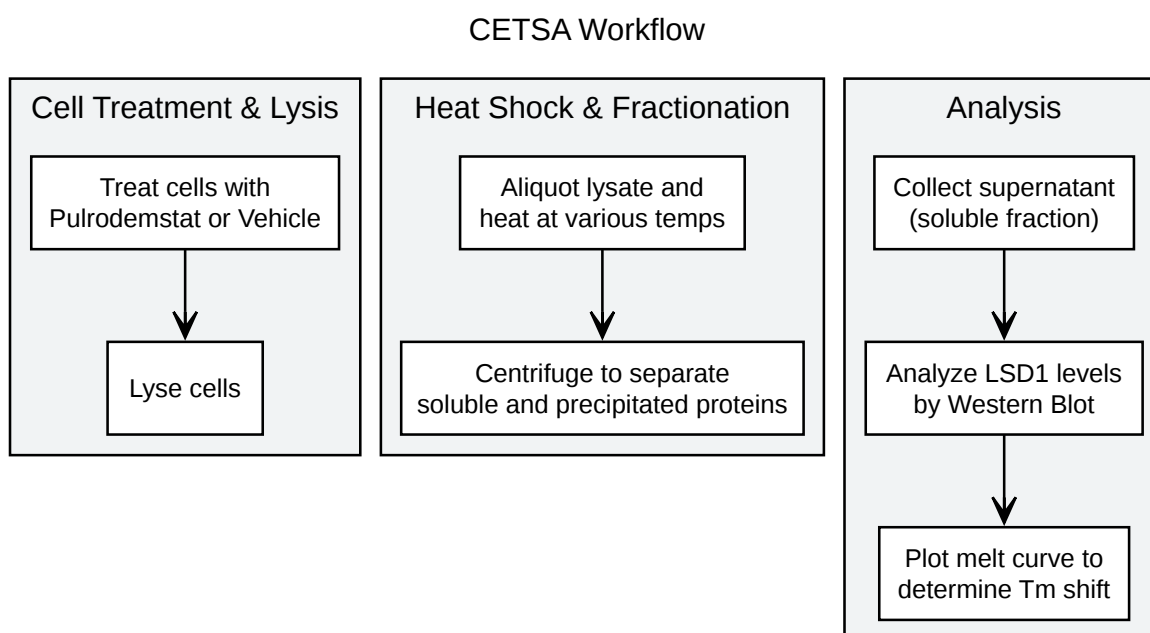 CETSA Workflow
Cell Treatment & Lysis
Treat cells with
Pulrodemstat or Vehicle
Lyse cells
Heat Shock & Fractionation
Aliquot lysate and
heat at various temps
Centrifuge to separate
soluble and precipitated proteins
Analysis
Collect supernatant
(soluble fraction)
Analyze LSD1 levels
by Western Blot
Plot melt curve to
determine Tm shift